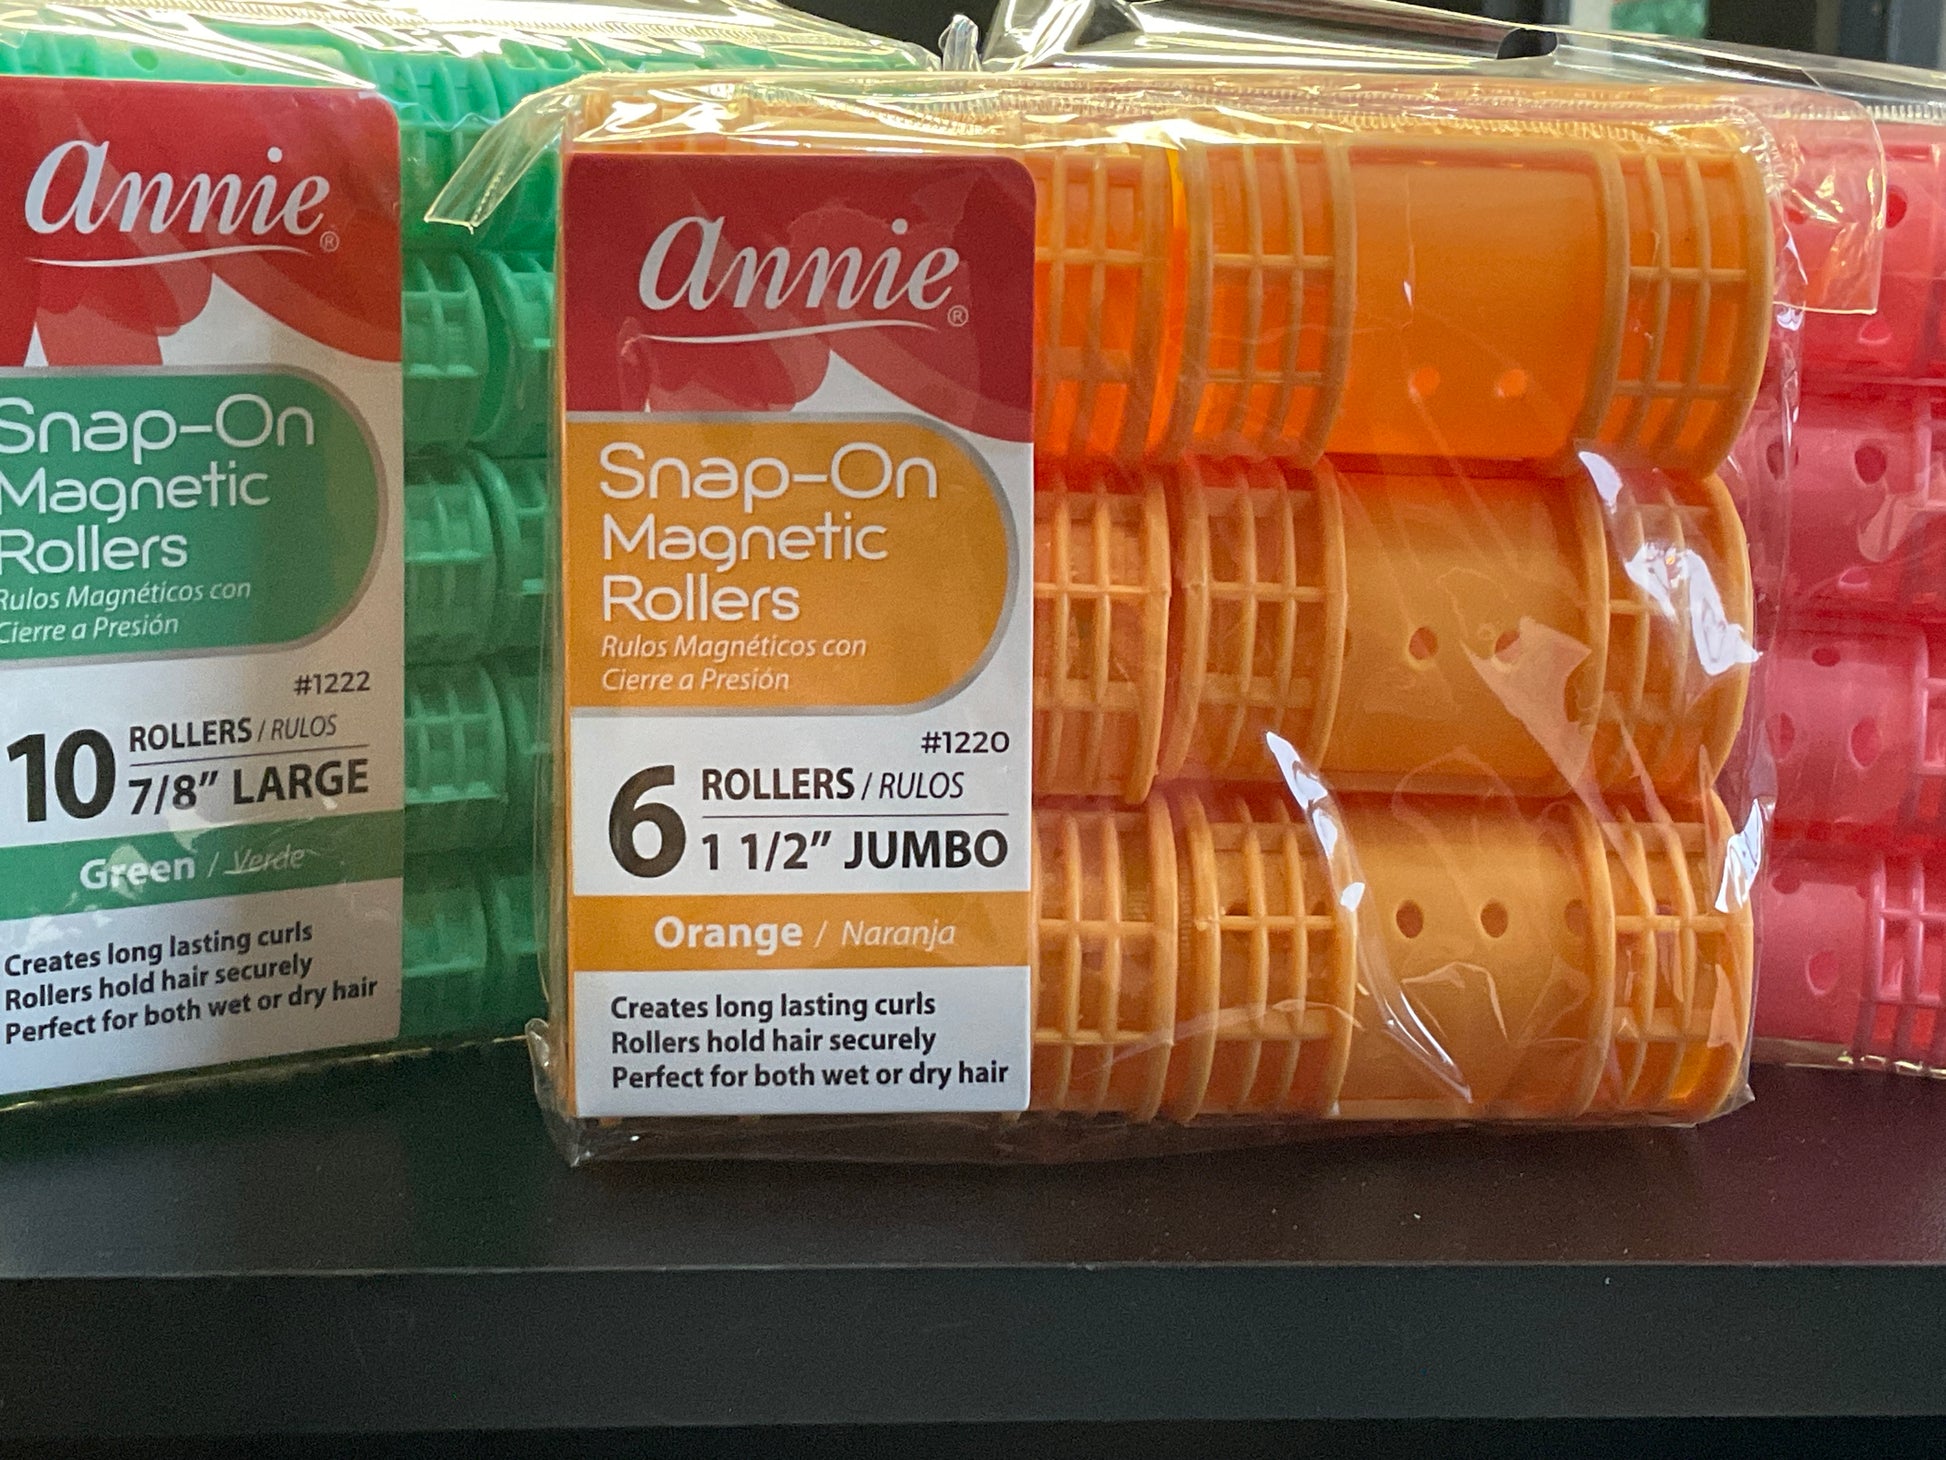 annie®
Snap-On
Magnetic
Rollers
Rulos Magnéticos con
Cierre a Presión
#1222
10 ROLLERS / RULOS
7/8” LARGE
Green / Verde
Creates long lasting curls
Rollers hold hair securely
Perfect for both wet or dry hair
annie®
Snap-On
Magnetic
Rollers
Rulos Magnéticos con
Cierre a Presión
#1220
6 ROLLERS / RULOS
1 1/2” JUMBO
Orange / Naranja
Creates long lasting curls
Rollers hold hair securely
Perfect for both wet or dry hair